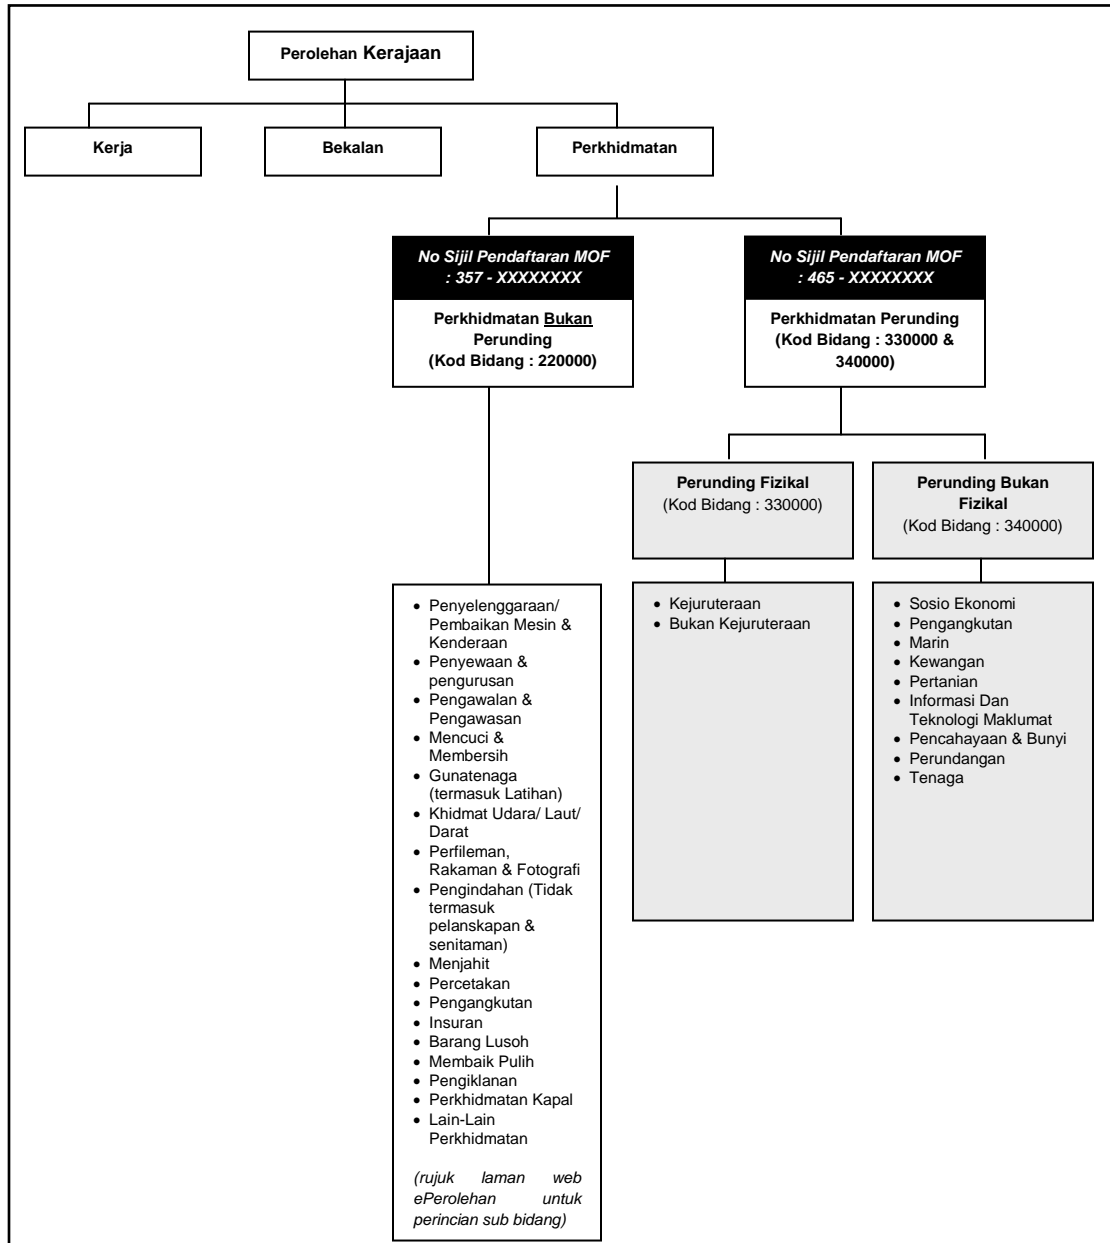 Perolehan Kerajaan
Kerja
Bekalan
Perkhidmatan
No Sijil Pendaftaran MOF
: 357 - XXXXXXXX
Perkhidmatan Bukan
Perunding
(Kod Bidang : 220000)
No Sijil Pendaftaran MOF
: 465 - XXXXXXXX
Perkhidmatan Perunding
(Kod Bidang : 330000 &
340000)
Perunding Fizikal
(Kod Bidang : 330000)
Perunding Bukan
Fizikal
(Kod Bidang : 340000)
• Penyelenggaraan/
Pembaikan Mesin &
Kenderaan
• Penyewaan &
pengurusan
• Pengawalan &
Pengawasan
• Mencuci &
Membersih
• Gunatenaga
(termasuk Latihan)
• Khidmat Udara/ Laut/
Darat
• Perfileman,
Rakaman & Fotografi
• Pengindahan (Tidak
termasuk
pelanskapan &
senitaman)
• Menjahit
• Percetakan
• Pengangkutan
• Insuran
• Barang Lusoh
• Membaik Pulih
• Pengiklanan
• Perkhidmatan Kapal
• Lain-Lain
Perkhidmatan
(rujuk laman web
ePerolehan untuk
perincian sub bidang)
• Kejuruteraan
• Bukan Kejuruteraan
• Sosio Ekonomi
• Pengangkutan
• Marin
• Kewangan
• Pertanian
• Informasi Dan
Teknologi Maklumat
• Pencahayaan & Bunyi
• Perundangan
• Tenaga